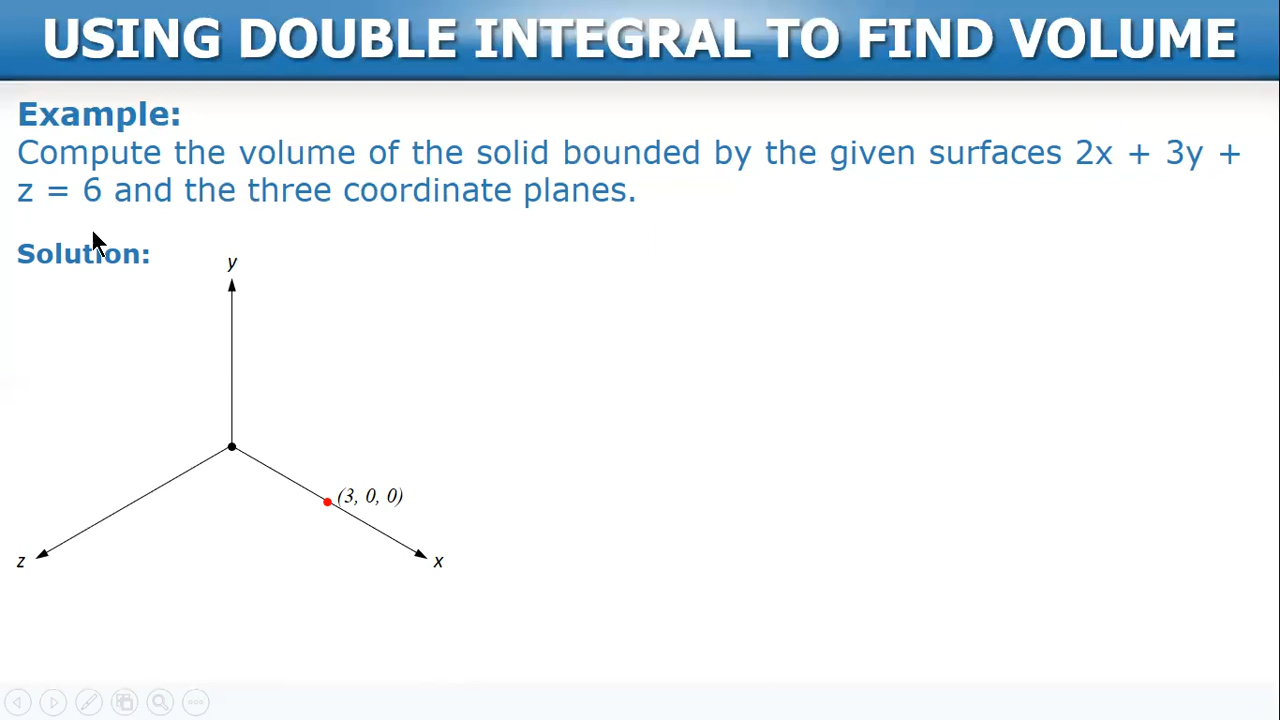 USING DOUBLE INTEGRAL TO FIND VOLUME
Example:
Compute the volume of the solid bounded by the given surfaces 2x + 3y +
z = 6 and the three coordinate planes.
Solution:
y
(3, 0, 0)
z
x